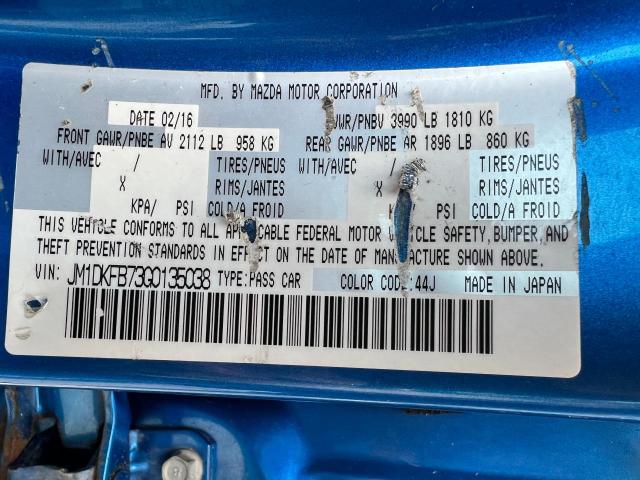 MFD. BY MAZDA MOTOR CORPORATION
DATE 02/16 WR/PNBV 3990 LB 1810 KG
FRONT GAWR/PNBE AV 2112 LB 958 KG REAR GAWR/PNBE AR 1896 LB 860 KG
WITH/AVEC / TIRES/PNEUS WITH/AVEC / TIRES/PNEUS
X RIMS/JANTES X RIMS/JANTES
KPA/ PSI COLD/A FROID PSI COLD/A FROID
THIS VEHICLE CONFORMS TO ALL APPLICABLE FEDERAL MOTOR VEHICLE SAFETY, BUMPER, AND
THEFT PREVENTION STANDARDS IN EFFECT ON THE DATE OF MANUFACTURE SHOWN ABOVE.
VIN: JM1DKFB73G0135038 TYPE:PASS CAR COLOR CODE:44J MADE IN JAPAN